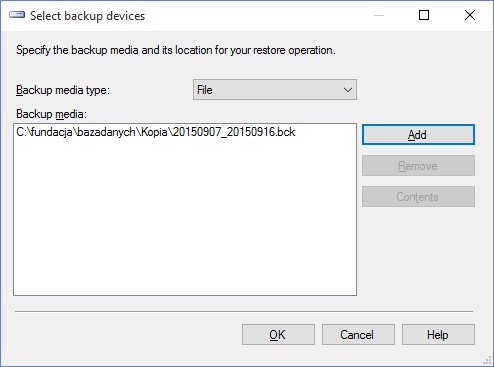 Select backup devices
Specify the backup media and its location for your restore operation.
Backup media type:
File
Backup media:
C:\fundacja\bazadanych\Kopia\20150907_20150916.bck
Add
Remove
Contents
OK
Cancel
Help